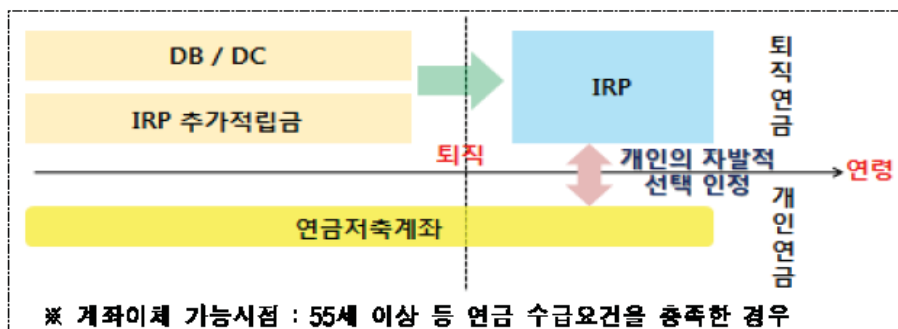 DB / DC
IRP 추가적립금
IRP
퇴직연금
퇴직
개인의 자발적
선택 인정
연령
연금저축계좌
개인연금
※ 계좌이체 가능시점 : 55세 이상 등 연금 수급요건을 충족한 경우